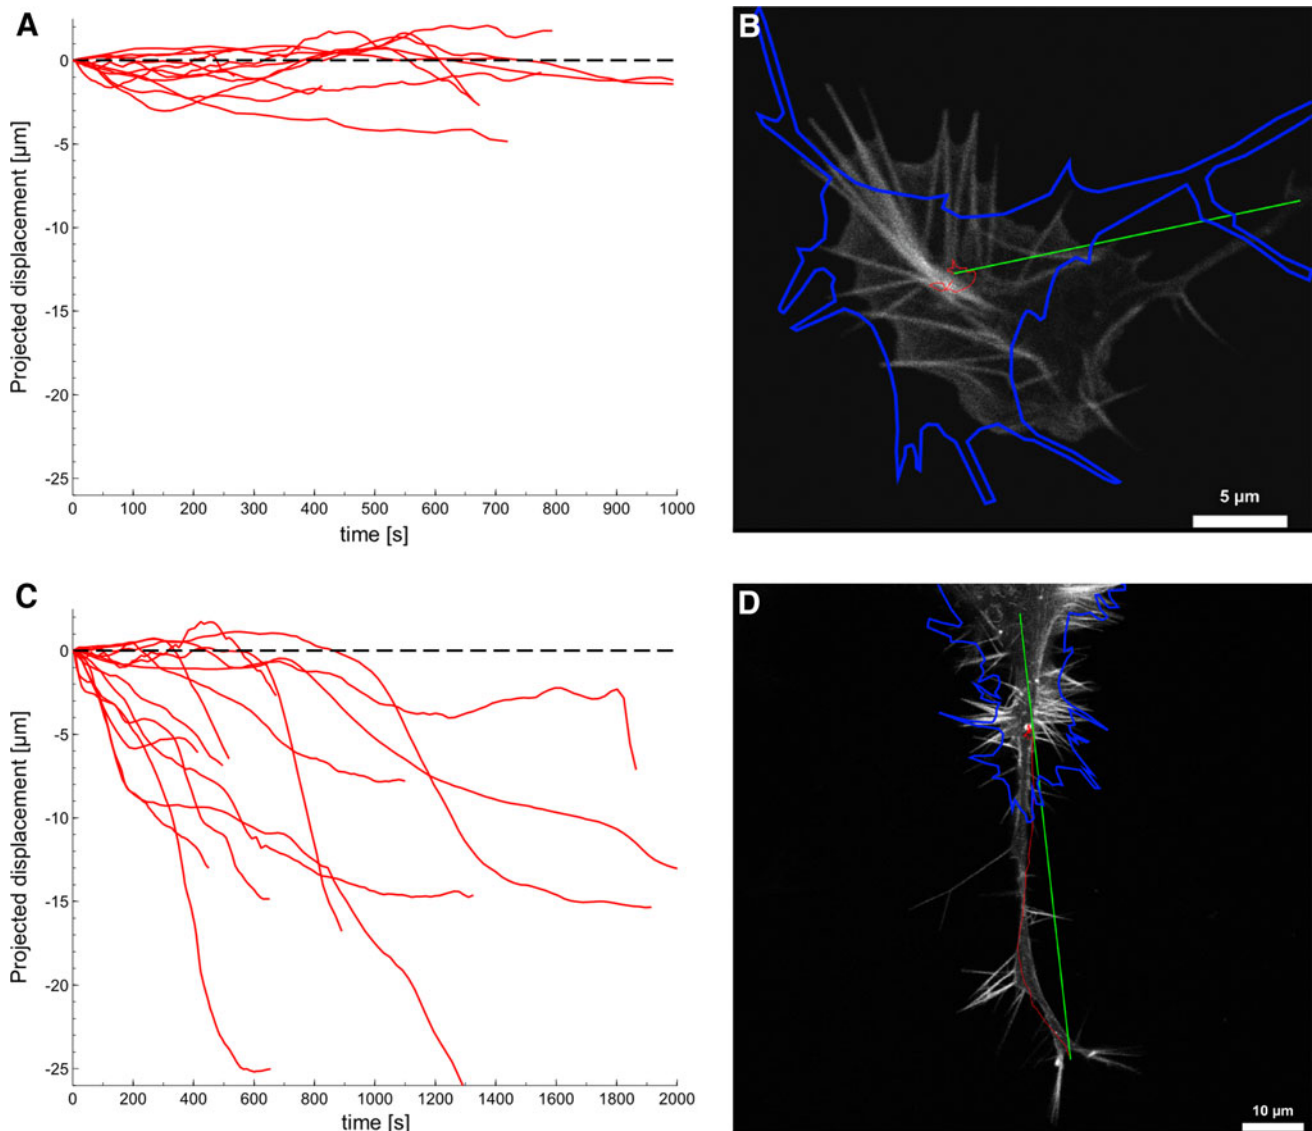 A
Projected displacement [µm]
0
-5
-10
-15
-20
-25
0 100 200 300 400 500 600 700 800 900 1000
time [s]
B
5 µm
C
Projected displacement [µm]
0
-5
-10
-15
-20
-25
0 200 400 600 800 1000 1200 1400 1600 1800 2000
time [s]
D
10 µm